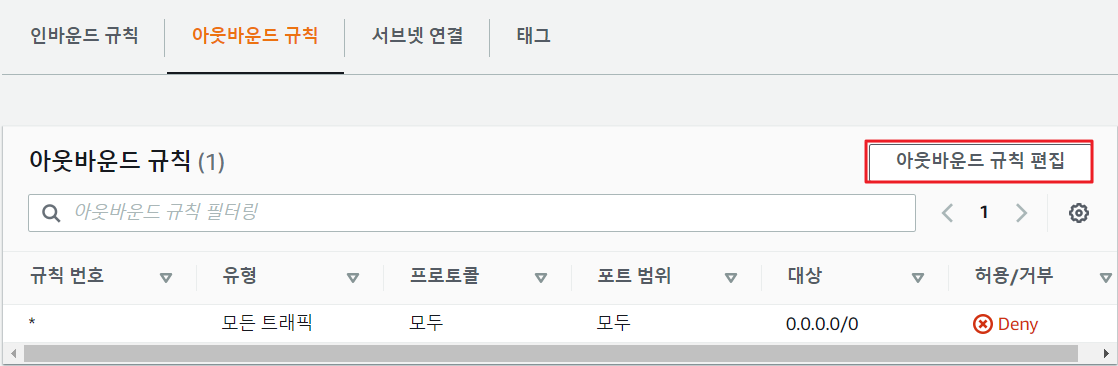 인바운드 규칙 아웃바운드 규칙 서브넷 연결 태그
아웃바운드 규칙 (1) 아웃바운드 규칙 편집
아웃바운드 규칙 필터링 1
규칙 번호 유형 프로토콜 포트 범위 대상 허용/거부
* 모든 트래픽 모두 모두 0.0.0.0/0 Deny